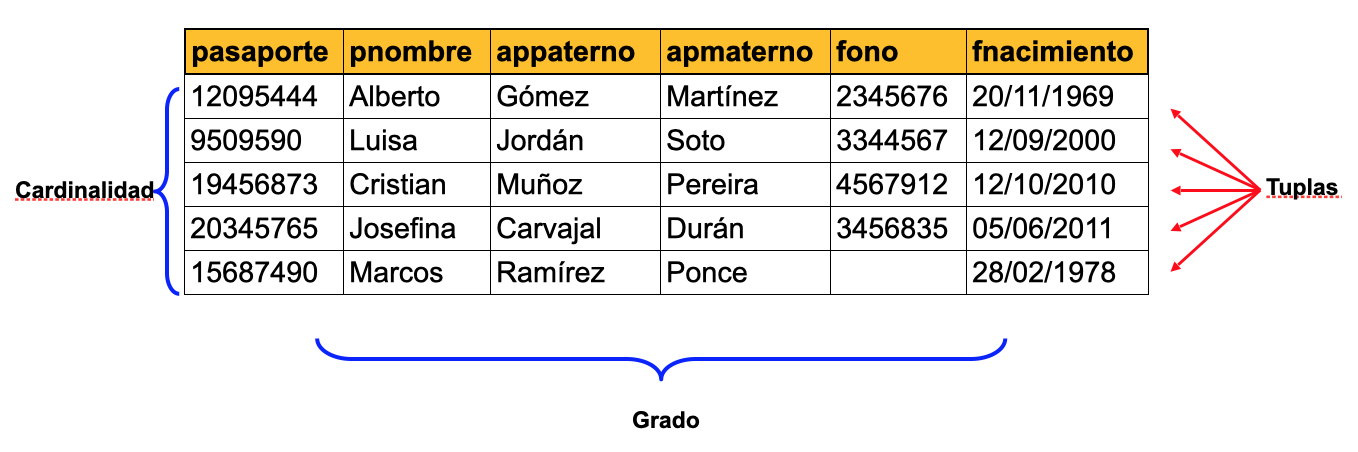 pasaporte pnombre appaterno apmaterno fono fnacimiento
12095444 Alberto Gómez Martínez 2345676 20/11/1969
9509590 Luisa Jordán Soto 3344567 12/09/2000
Cardinalidad 19456873 Cristian Muñoz Pereira 4567912 12/10/2010 Tuplas
20345765 Josefina Carvajal Durán 3456835 05/06/2011
15687490 Marcos Ramírez Ponce 28/02/1978
Grado